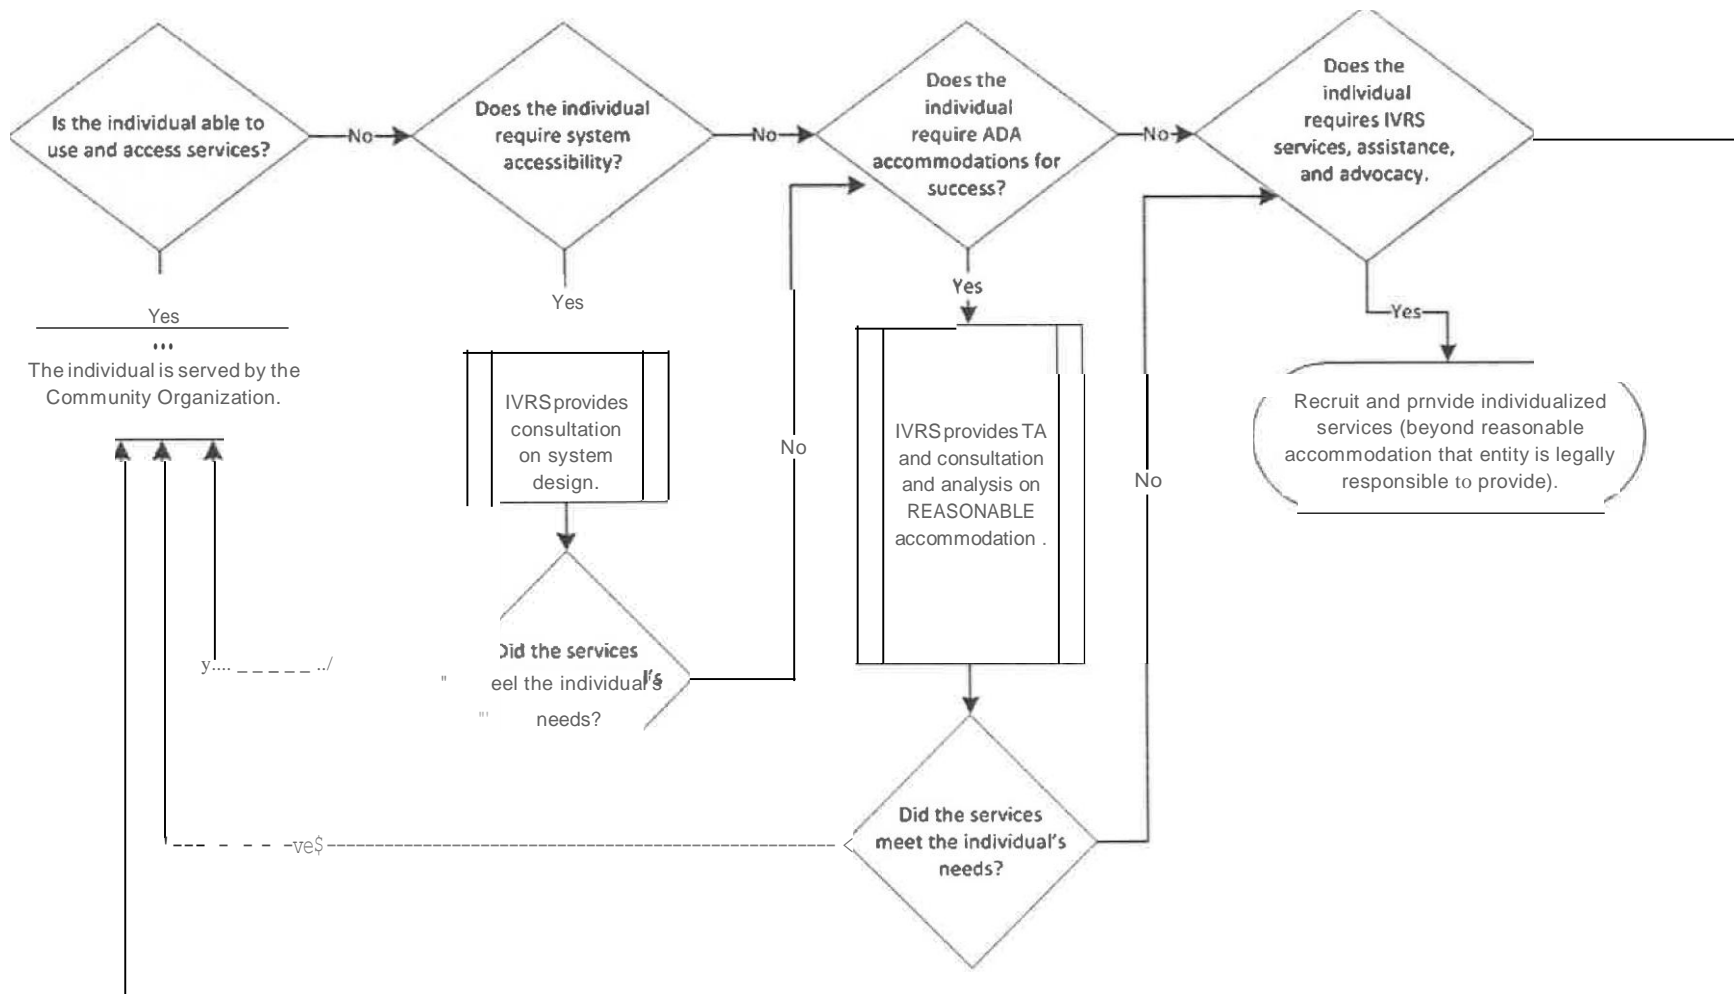 Is the individual able to
use and access services?
No
Does the individual
require system
accessibility?
No
Does the
individual
require ADA
accommodations for
success?
No
Does the
individual
requires IVRS
services, assistance,
and advocacy.
Yes
Yes
Yes
Yes
•••
The individual is served by the
Community Organization.
IVRS provides
consultation
on system
design.
No
IVRS provides TA
and consultation
and analysis on
REASONABLE
accommodation .
No
Recruit and prnvide individualized
services (beyond reasonable
accommodation that entity is legally
responsible to provide).
y.... _ _ _ _ _ ../
Did the services
" eel the individual's
"' needs?
ve$
Did the services
meet the individual's
needs?